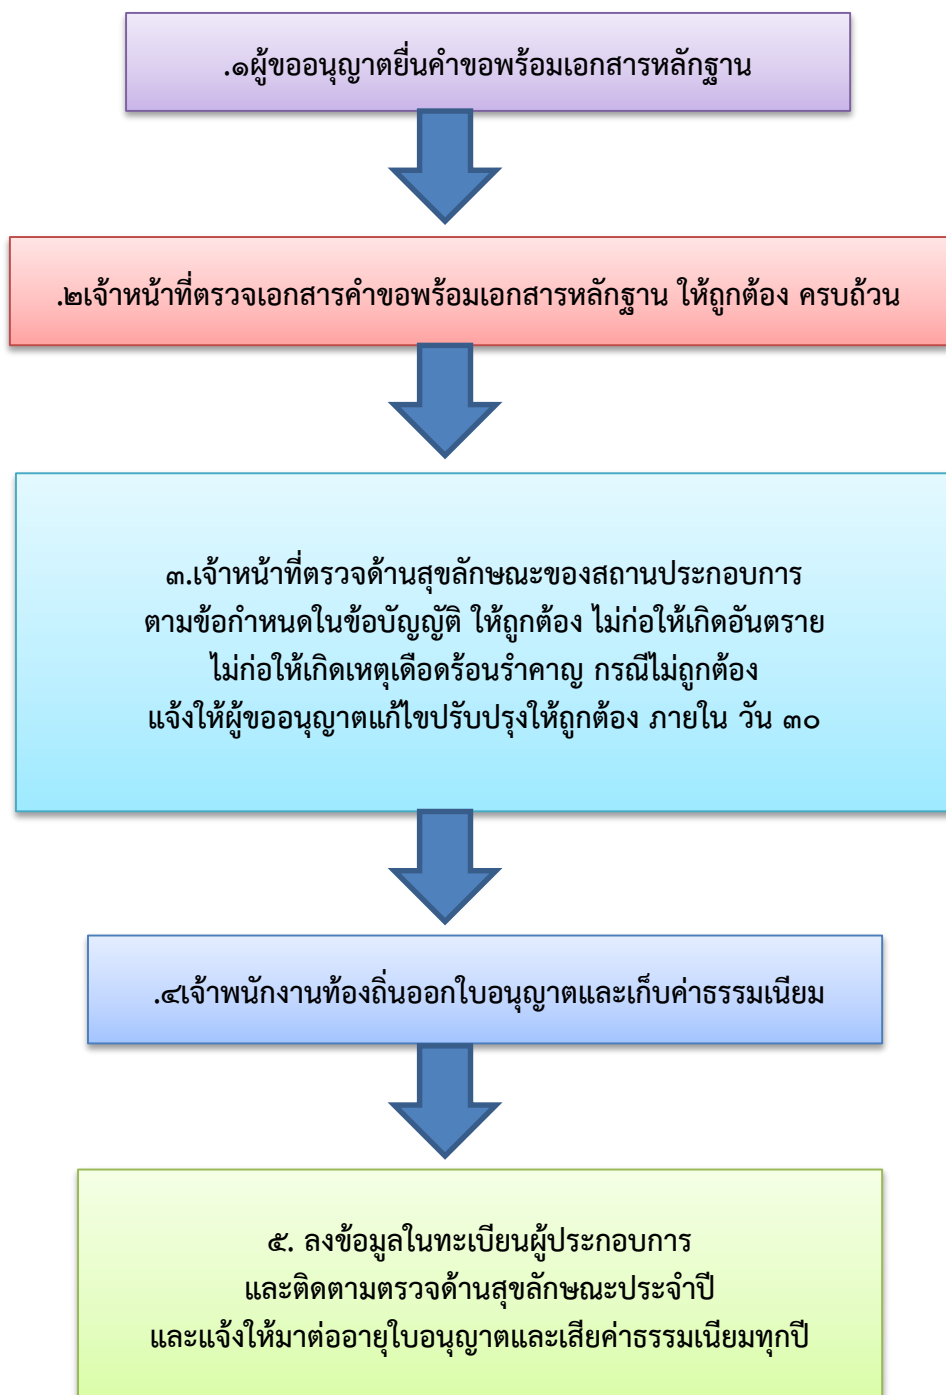 .๑ผู้ขออนุญาตยื่นคำขอพร้อมเอกสารหลักฐาน
.๒เจ้าหน้าที่ตรวจเอกสารคำขอพร้อมเอกสารหลักฐาน ให้ถูกต้อง ครบถ้วน
๓.เจ้าหน้าที่ตรวจด้านสุขลักษณะของสถานประกอบการ
ตามข้อกำหนดในข้อบัญญัติ ให้ถูกต้อง ไม่ก่อให้เกิดอันตราย
ไม่ก่อให้เกิดเหตุเดือดร้อนรำคาญ กรณีไม่ถูกต้อง
แจ้งให้ผู้ขออนุญาตแก้ไขปรับปรุงให้ถูกต้อง ภายใน วัน ๓๐
.๔เจ้าพนักงานท้องถิ่นออกใบอนุญาตและเก็บค่าธรรมเนียม
๕. ลงข้อมูลในทะเบียนผู้ประกอบการ
และติดตามตรวจด้านสุขลักษณะประจำปี
และแจ้งให้มาต่ออายุใบอนุญาตและเสียค่าธรรมเนียมทุกปี